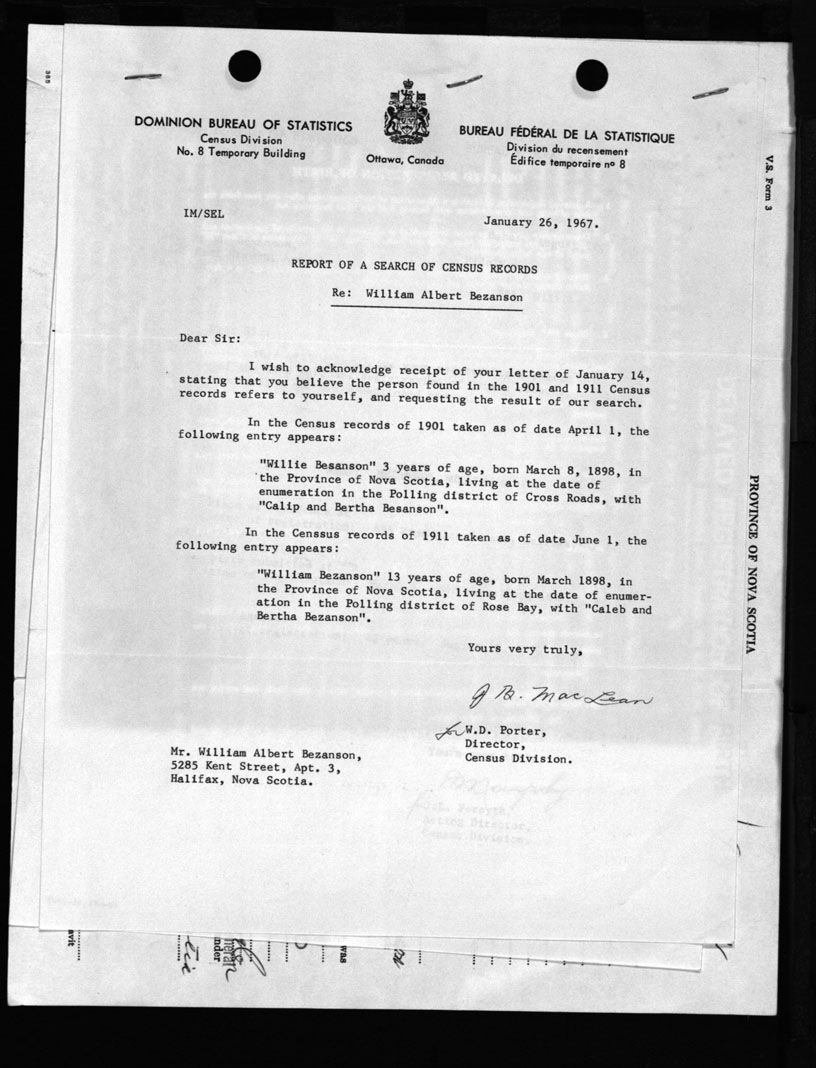 DOMINION BUREAU OF STATISTICS
Census Division
No. 8 Temporary Building
Ottawa, Canada
BUREAU FÉDÉRAL DE LA STATISTIQUE
Division du recensement
Édifice temporaire nº 8
IM/SEL
January 26, 1967.
REPORT OF A SEARCH OF CENSUS RECORDS
Re: William Albert Bezanson
Dear Sir:
I wish to acknowledge receipt of your letter of January 14,
stating that you believe the person found in the 1901 and 1911 Census
records refers to yourself, and requesting the result of our search.
In the Census records of 1901 taken as of date April 1, the
following entry appears:
"Willie Besanson" 3 years of age, born March 8, 1898, in
the Province of Nova Scotia, living at the date of
enumeration in the Polling district of Cross Roads, with
"Calip and Bertha Besanson".
In the Censsus records of 1911 taken as of date June 1, the
following entry appears:
"William Bezanson" 13 years of age, born March 1898, in
the Province of Nova Scotia, living at the date of enumer-
ation in the Polling district of Rose Bay, with "Caleb and
Bertha Bezanson".
Yours very truly,
J B. MacLean
for W.D. Porter,
Director,
Census Division.
Mr. William Albert Bezanson,
5285 Kent Street, Apt. 3,
Halifax, Nova Scotia.
Forsyth,
Acting Director,
Census Division.
V.S. Form 3
PROVINCE OF NOVA SCOTIA
was